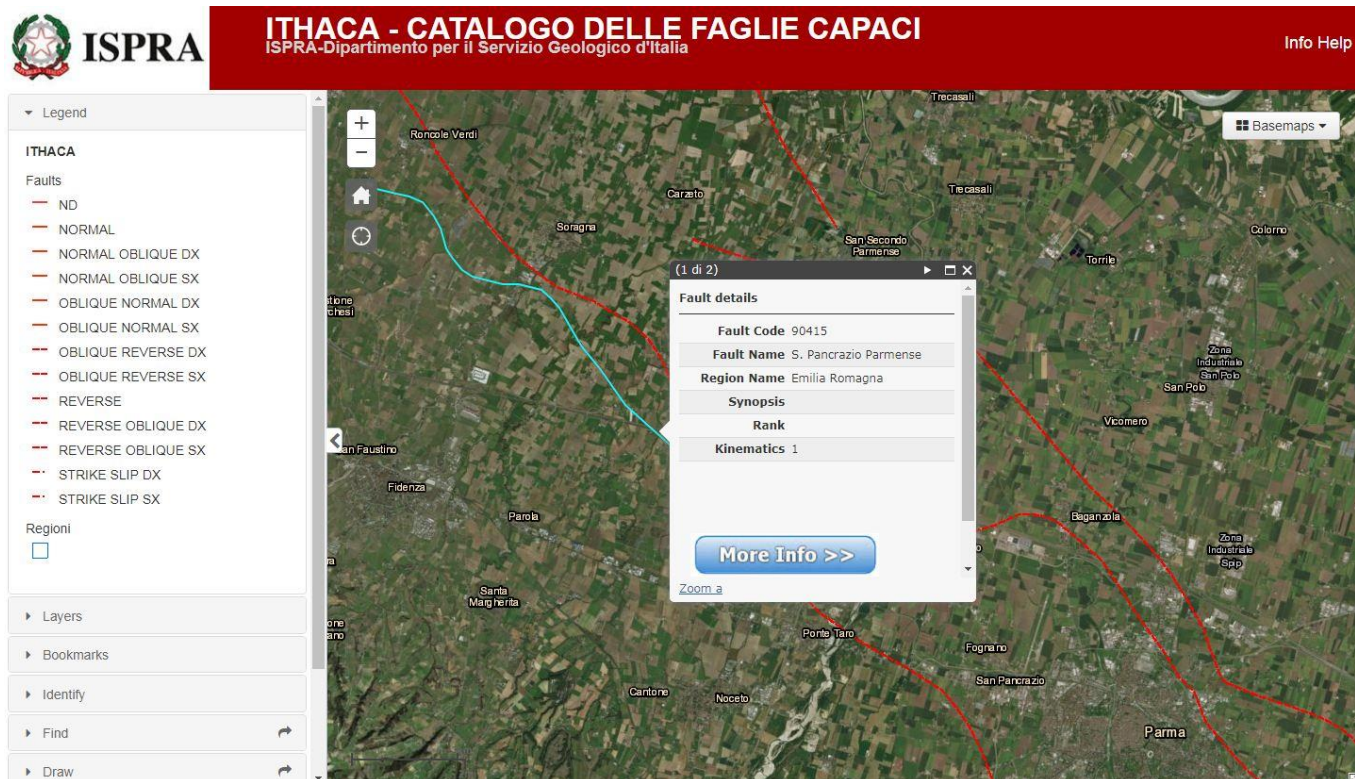 ISPRA
ITHACA - CATALOGO DELLE FAGLIE CAPACI
ISPRA-Dipartimento per il Servizio Geologico d'Italia
Info Help
Legend
ITHACA
Faults
ND
NORMAL
NORMAL OBLIQUE DX
NORMAL OBLIQUE SX
OBLIQUE NORMAL DX
OBLIQUE NORMAL SX
OBLIQUE REVERSE DX
OBLIQUE REVERSE SX
REVERSE
REVERSE OBLIQUE DX
REVERSE OBLIQUE SX
STRIKE SLIP DX
STRIKE SLIP SX
Regioni
Layers
Bookmarks
Identify
Find
Draw
+
−
Basemaps
Trecasali
Roncole Verdi
Carzeto
Trecasali
Soragna
San Secondo
Parmense
Colorno
Torrile
(1 di 2)
Fault details
Fault Code 90415
Fault Name S. Pancrazio Parmense
Region Name Emilia Romagna
Synopsis
Rank
Kinematics 1
More Info >>
Zoom a
Zona
Industriale
San Polo
San Polo
Vicomero
Fidenza
Parola
Baganzola
Zona
Industriale
Spip
Santa
Margherita
Ponte Taro
Fognano
San Pancrazio
Cantone
Noceto
Parma